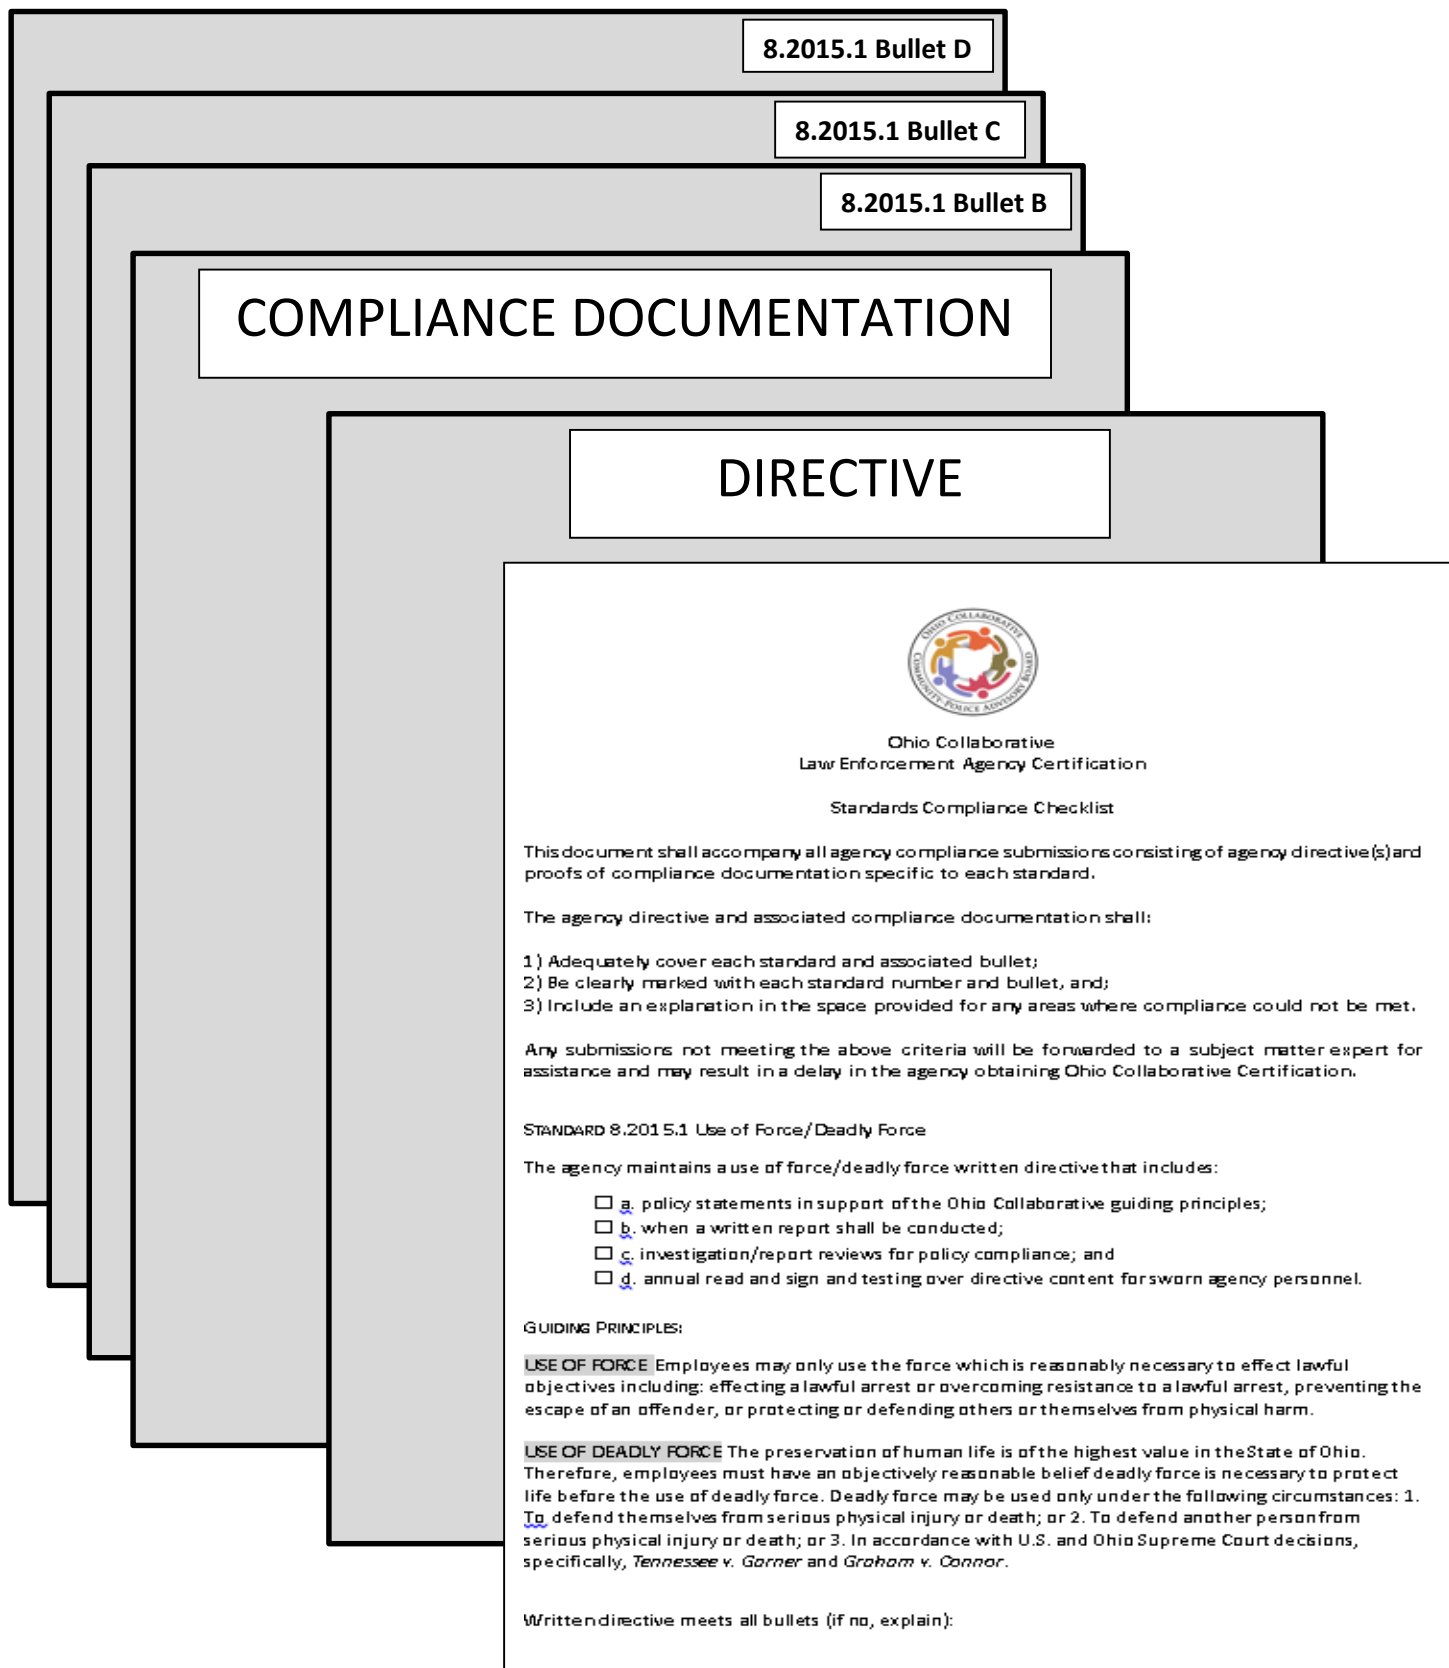 8.2015.1 Bullet D
8.2015.1 Bullet C
8.2015.1 Bullet B
COMPLIANCE DOCUMENTATION
DIRECTIVE
OHIO COLLABORATIVE
COMMUNITY-POLICE ADVISORY BOARD
Ohio Collaborative
Law Enforcement Agency Certification
Standards Compliance Checklist
This document shall accompany all agency compliance submissions consisting of agency directive(s) and
proofs of compliance documentation specific to each standard.
The agency directive and associated compliance documentation shall:
1) Adequately cover each standard and associated bullet;
2) Be clearly marked with each standard number and bullet, and;
3) Include an explanation in the space provided for any areas where compliance could not be met.
Any submissions not meeting the above criteria will be forwarded to a subject matter expert for
assistance and may result in a delay in the agency obtaining Ohio Collaborative Certification.
STANDARD 8.2015.1 Use of Force/Deadly Force
The agency maintains a use of force/deadly force written directive that includes:
☐ a. policy statements in support of the Ohio Collaborative guiding principles;
☐ b. when a written report shall be conducted;
☐ c. investigation/report reviews for policy compliance; and
☐ d. annual read and sign and testing over directive content for sworn agency personnel.
GUIDING PRINCIPLES:
USE OF FORCE Employees may only use the force which is reasonably necessary to effect lawful
objectives including: effecting a lawful arrest or overcoming resistance to a lawful arrest, preventing the
escape of an offender, or protecting or defending others or themselves from physical harm.
USE OF DEADLY FORCE The preservation of human life is of the highest value in the State of Ohio.
Therefore, employees must have an objectively reasonable belief deadly force is necessary to protect
life before the use of deadly force. Deadly force may be used only under the following circumstances: 1.
To defend themselves from serious physical injury or death; or 2. To defend another person from
serious physical injury or death; or 3. In accordance with U.S. and Ohio Supreme Court decisions,
specifically, Tennessee v. Garner and Graham v. Connor.
Written directive meets all bullets (if no, explain):